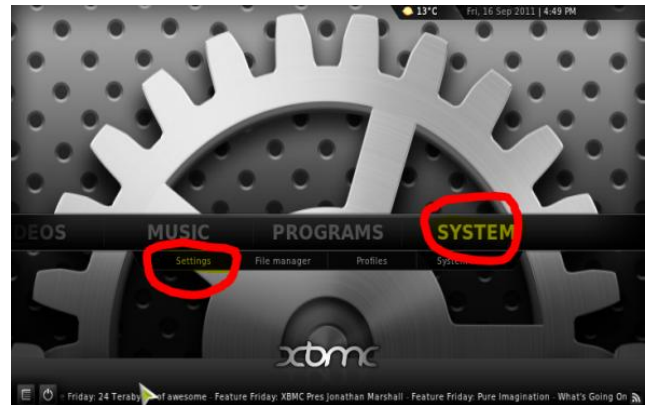 13°C Fri, 16 Sep 2011 | 4:49 PM
DEOS MUSIC PROGRAMS SYSTEM
Settings File manager Profiles System
xbmc
Friday: 24 Teraby of awesome - Feature Friday: XBMC Pres Jonathan Marshall - Feature Friday: Pure Imagination - What's Going On